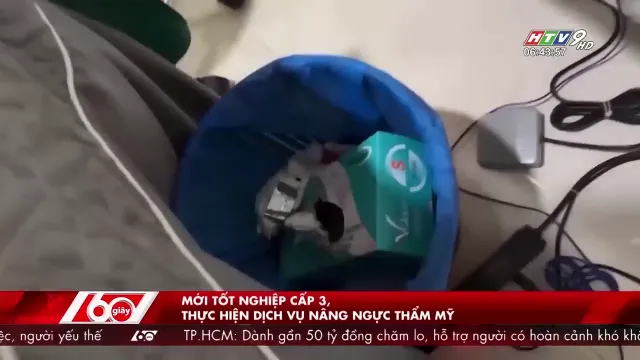 HTV9 HD
06:43:57
S
60 giây
MỚI TỐT NGHIỆP CẤP 3,
THỰC HIỆN DỊCH VỤ NÂNG NGỰC THẨM MỸ
ệc, người yếu thế 60giây TP.HCM: Dành gần 50 tỷ đồng chăm lo, hỗ trợ người có hoàn cảnh khó kh